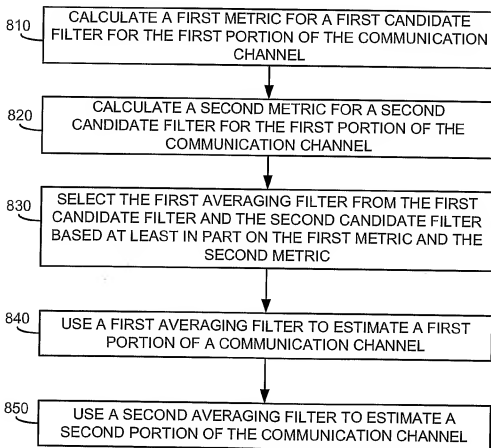 810
CALCULATE A FIRST METRIC FOR A FIRST CANDIDATE
FILTER FOR THE FIRST PORTION OF THE COMMUNICATION
CHANNEL
820
CALCULATE A SECOND METRIC FOR A SECOND
CANDIDATE FILTER FOR THE FIRST PORTION OF THE
COMMUNICATION CHANNEL
830
SELECT THE FIRST AVERAGING FILTER FROM THE FIRST
CANDIDATE FILTER AND THE SECOND CANDIDATE FILTER
BASED AT LEAST IN PART ON THE FIRST METRIC AND THE
SECOND METRIC
840
USE A FIRST AVERAGING FILTER TO ESTIMATE A FIRST
PORTION OF A COMMUNICATION CHANNEL
850
USE A SECOND AVERAGING FILTER TO ESTIMATE A
SECOND PORTION OF THE COMMUNICATION CHANNEL